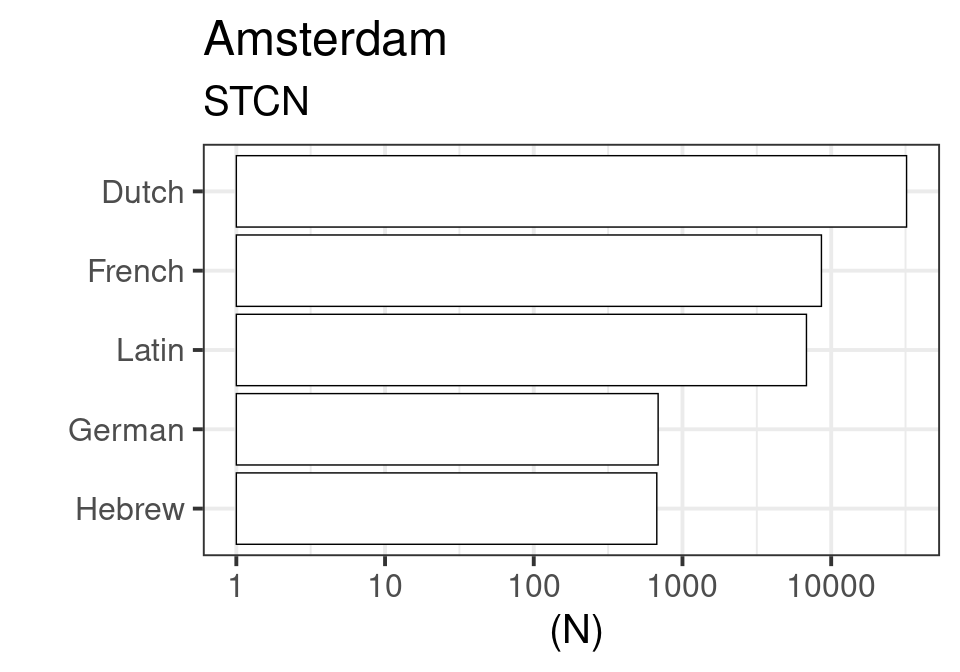 Amsterdam
STCN
Dutch
French
Latin
German
Hebrew
1 10 100 1000 10000
(N)